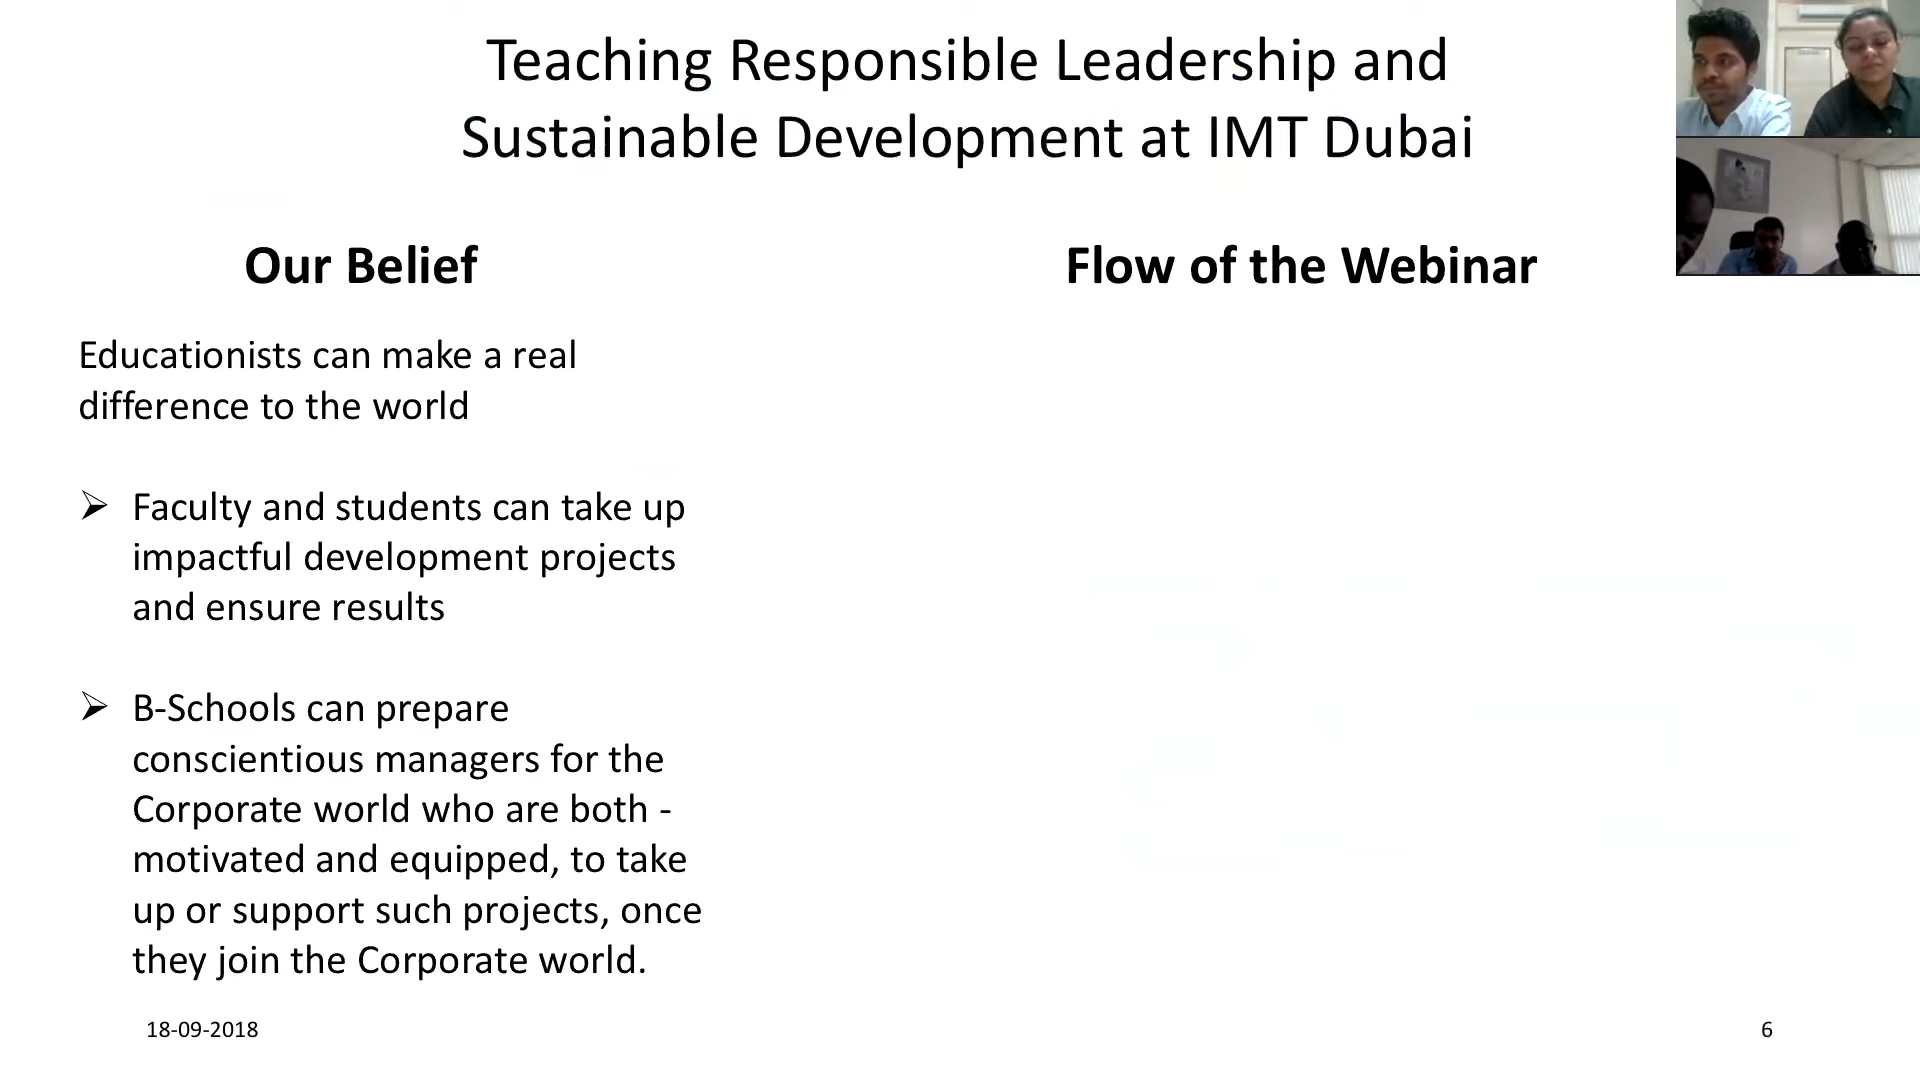 Teaching Responsible Leadership and
Sustainable Development at IMT Dubai
Our Belief
Educationists can make a real
difference to the world
➢ Faculty and students can take up
impactful development projects
and ensure results
➢ B-Schools can prepare
conscientious managers for the
Corporate world who are both -
motivated and equipped, to take
up or support such projects, once
they join the Corporate world.
Flow of the Webinar
18-09-2018
6